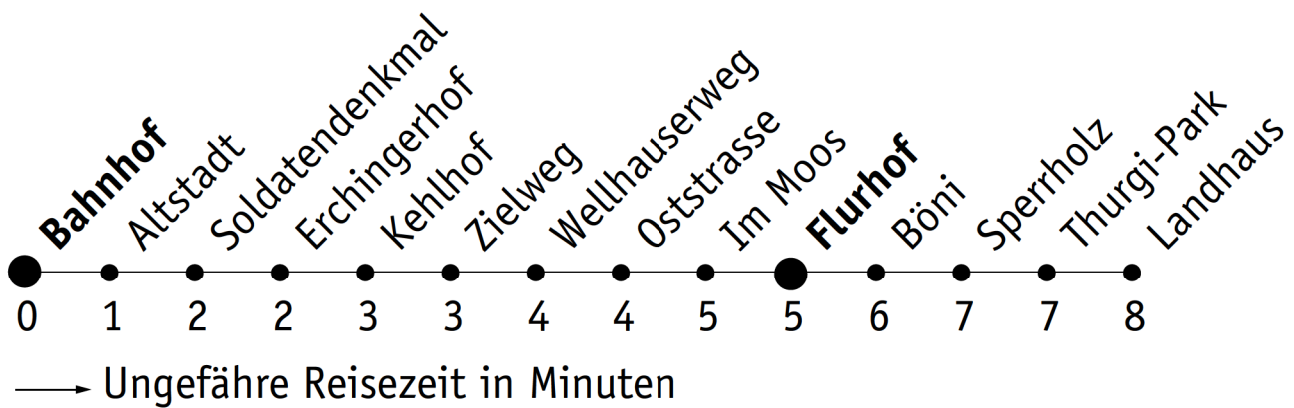 Bahnhof
Altstadt
Soldatendenkmal
Erchingerhof
Kehlhof
Zielweg
Wellhauserweg
Oststrasse
Im Moos
Flurhof
Böni
Sperrholz
Thurgi-Park
Landhaus
0 1 2 2 3 3 4 4 5 5 6 7 7 8
Ungefähre Reisezeit in Minuten